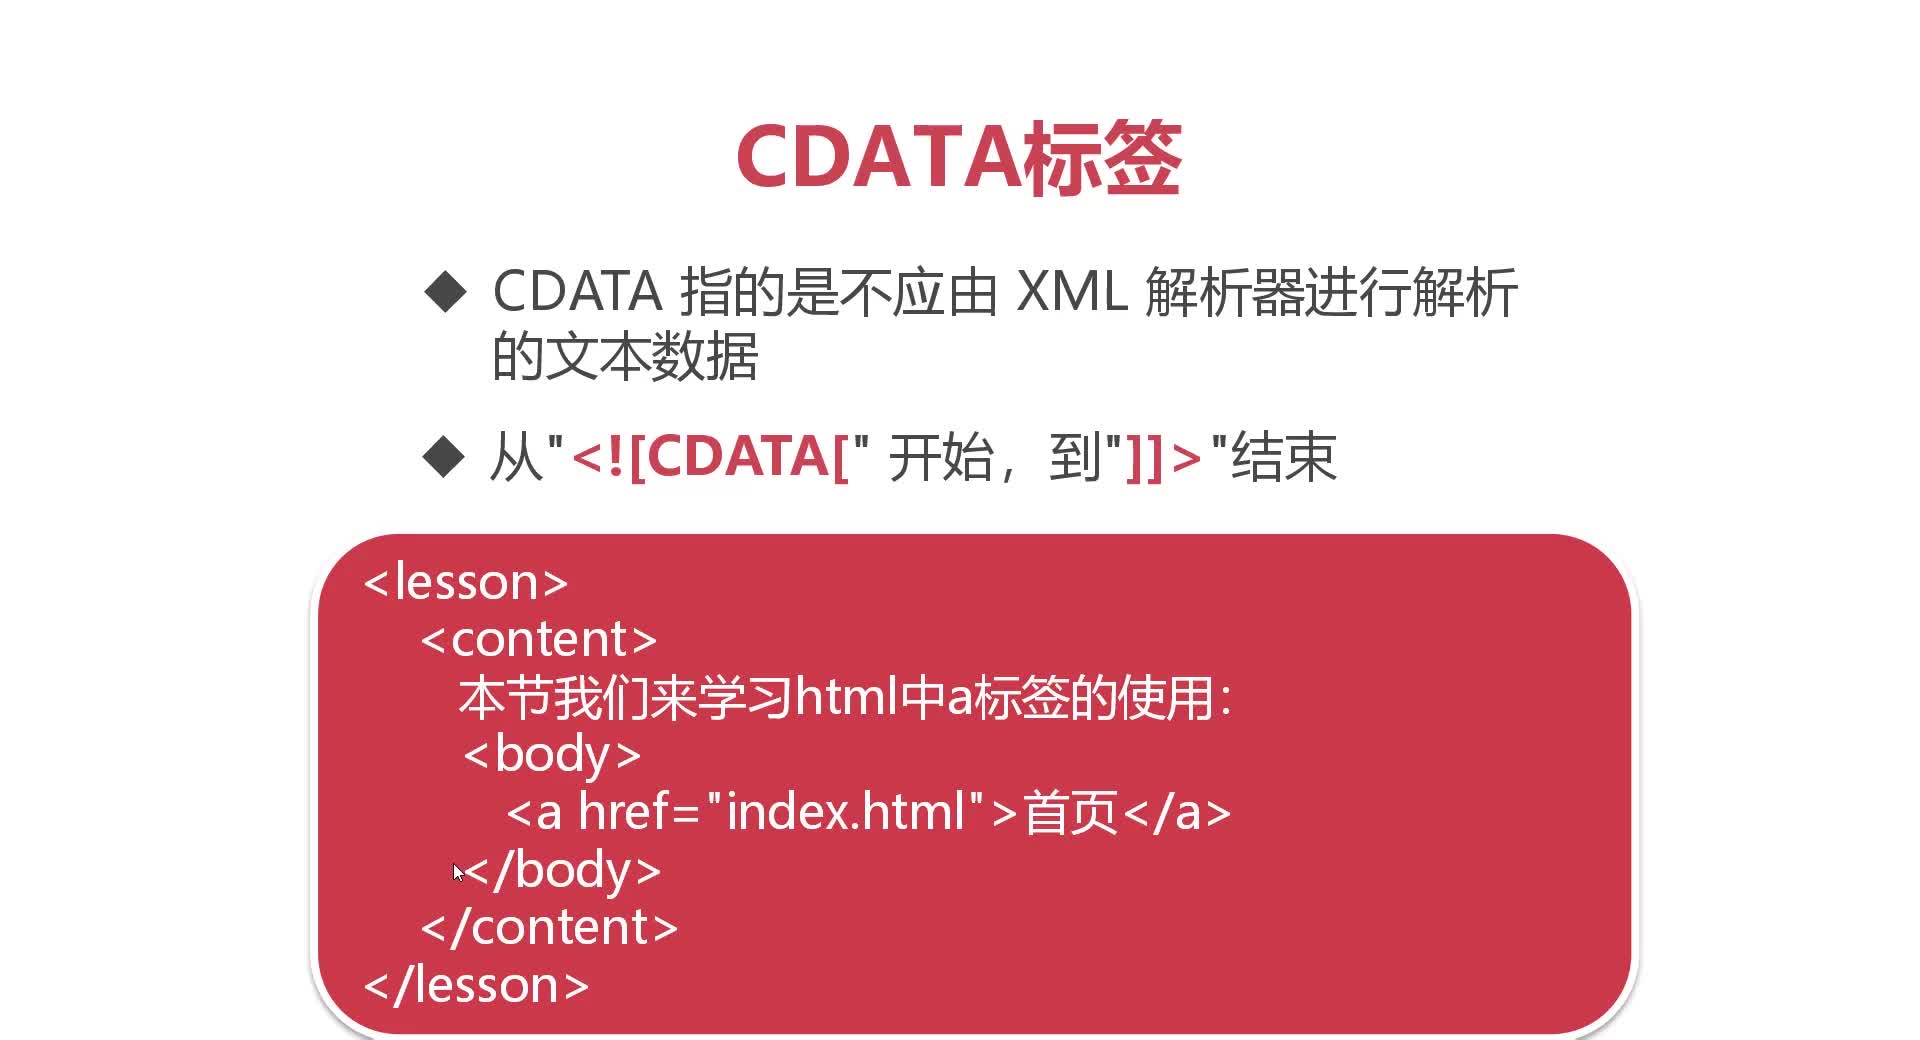 CDATA标签
◆ CDATA 指的是不应由 XML 解析器进行解析
的文本数据
◆ 从"<![CDATA[" 开始，到"]]>"结束
<lesson>
<content>
本节我们来学习html中a标签的使用：
<body>
<a href="index.html">首页</a>
</body>
</content>
</lesson>